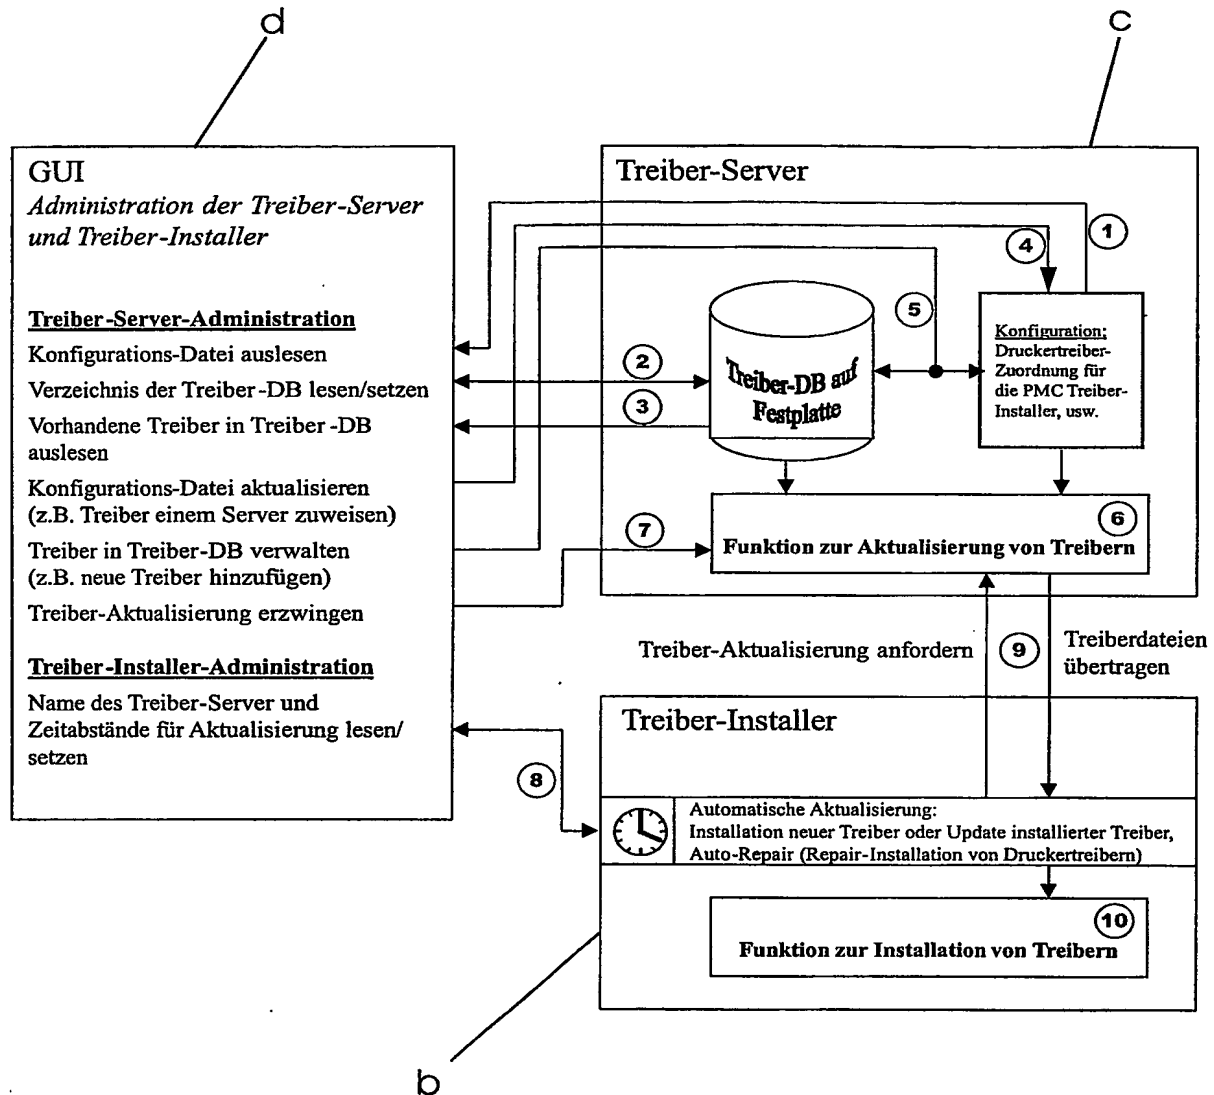 d
c
GUI
Administration der Treiber-Server
und Treiber-Installer
Treiber-Server-Administration
Konfigurations-Datei auslesen
Verzeichnis der Treiber-DB lesen/setzen
Vorhandene Treiber in Treiber-DB
auslesen
Konfigurations-Datei aktualisieren
(z.B. Treiber einem Server zuweisen)
Treiber in Treiber-DB verwalten
(z.B. neue Treiber hinzufügen)
Treiber-Aktualisierung erzwingen
Treiber-Installer-Administration
Name des Treiber-Server und
Zeitabstände für Aktualisierung lesen/
setzen
Treiber-Server
1
4
5
2
3
Treiber-DB auf
Festplatte
Konfiguration:
Druckertreiber-
Zuordnung für
die PMC Treiber-
Installer, usw.
7
6
Funktion zur Aktualisierung von Treibern
Treiber-Aktualisierung anfordern
9
Treiberdateien
übertragen
Treiber-Installer
8
Automatische Aktualisierung:
Installation neuer Treiber oder Update installierter Treiber,
Auto-Repair (Repair-Installation von Druckertreibern)
10
Funktion zur Installation von Treibern
b